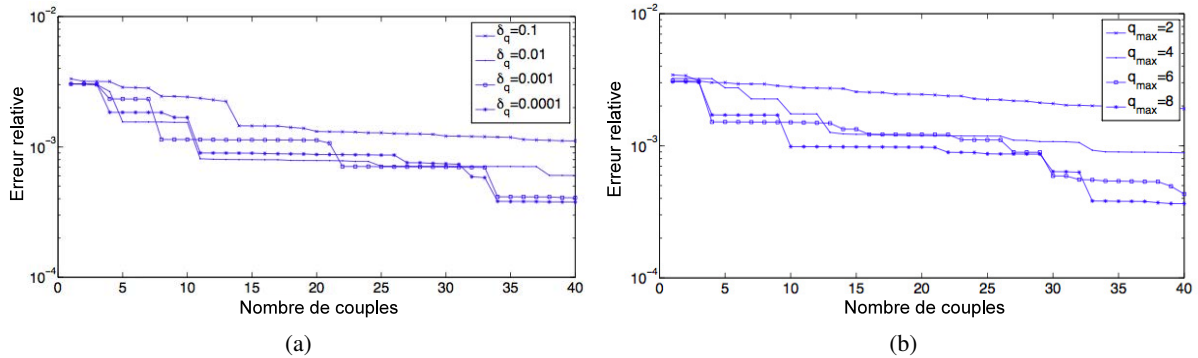 10⁻²
10⁻³
10⁻⁴
Erreur relative
0 5 10 15 20 25 30 35 40
Nombre de couples
δq=0.1
δq=0.01
δq=0.001
δq=0.0001
(a)
10⁻²
10⁻³
10⁻⁴
Erreur relative
0 5 10 15 20 25 30 35 40
Nombre de couples
qmax=2
qmax=4
qmax=6
qmax=8
(b)